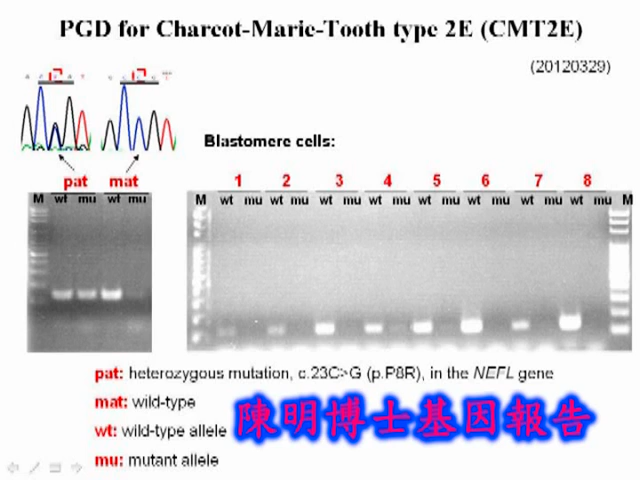 PGD for Charcot-Marie-Tooth type 2E (CMT2E)
(20120329)
Blastomere cells:
pat mat
1 2 3 4 5 6 7 8
M wt mu wt mu
M wt mu wt mu wt mu wt mu wt mu wt mu wt mu wt mu M
pat: heterozygous mutation, c.23C>G (p.P8R), in the NEFL gene
mat: wild-type
wt: wild-type allele
陳明博士基因報告
mu: mutant allele